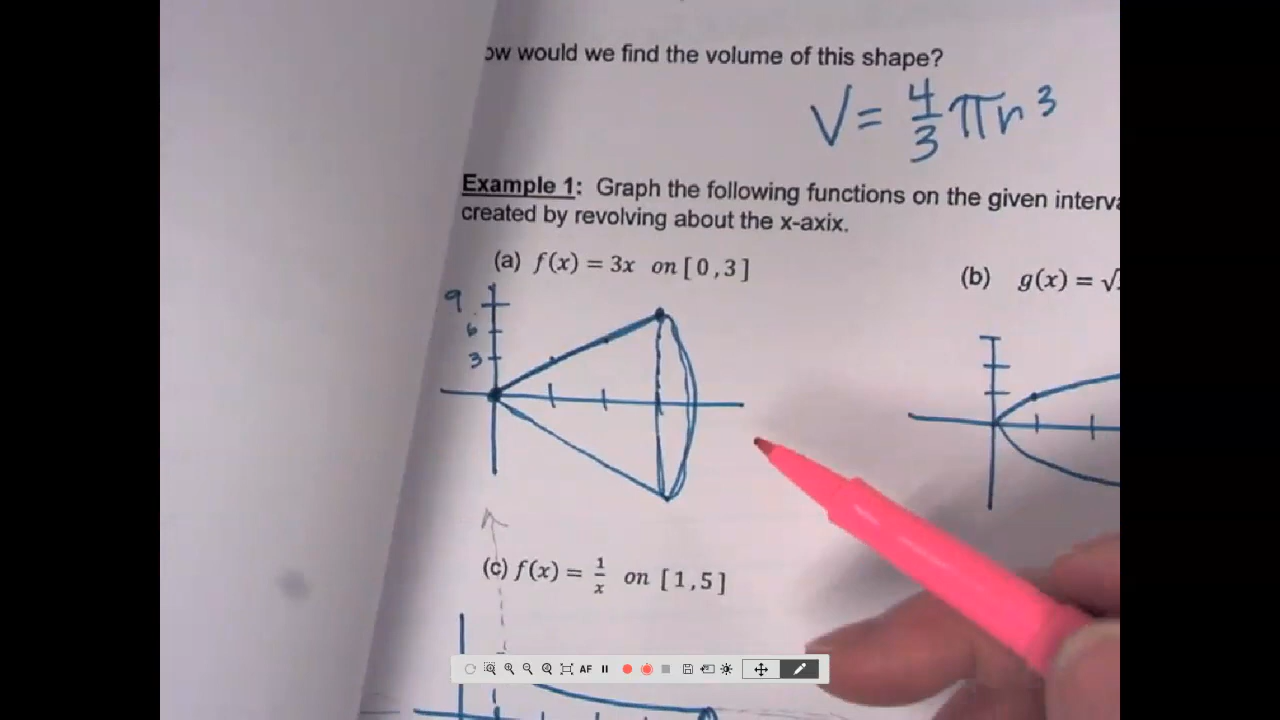 ow would we find the volume of this shape?
V = 4/3 πr³
Example 1: Graph the following functions on the given interva
created by revolving about the x-axix.
(a) f(x) = 3x on [0,3]
(b) g(x) = √
9
6
3
(c) f(x) = 1/x on [1,5]
AF